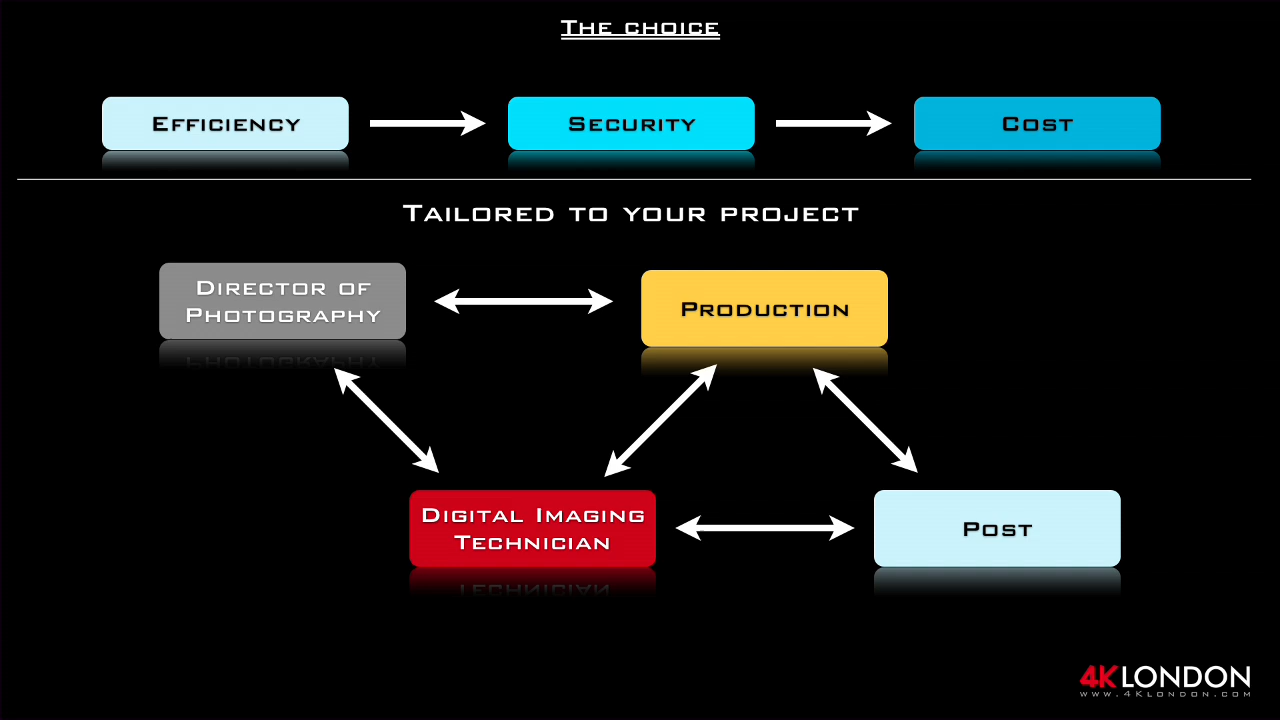 The choice
Efficiency
Security
Cost
Tailored to your project
Director of
Photography
Production
Digital Imaging
Technician
Post
4KLONDON
www.4Klondon.com